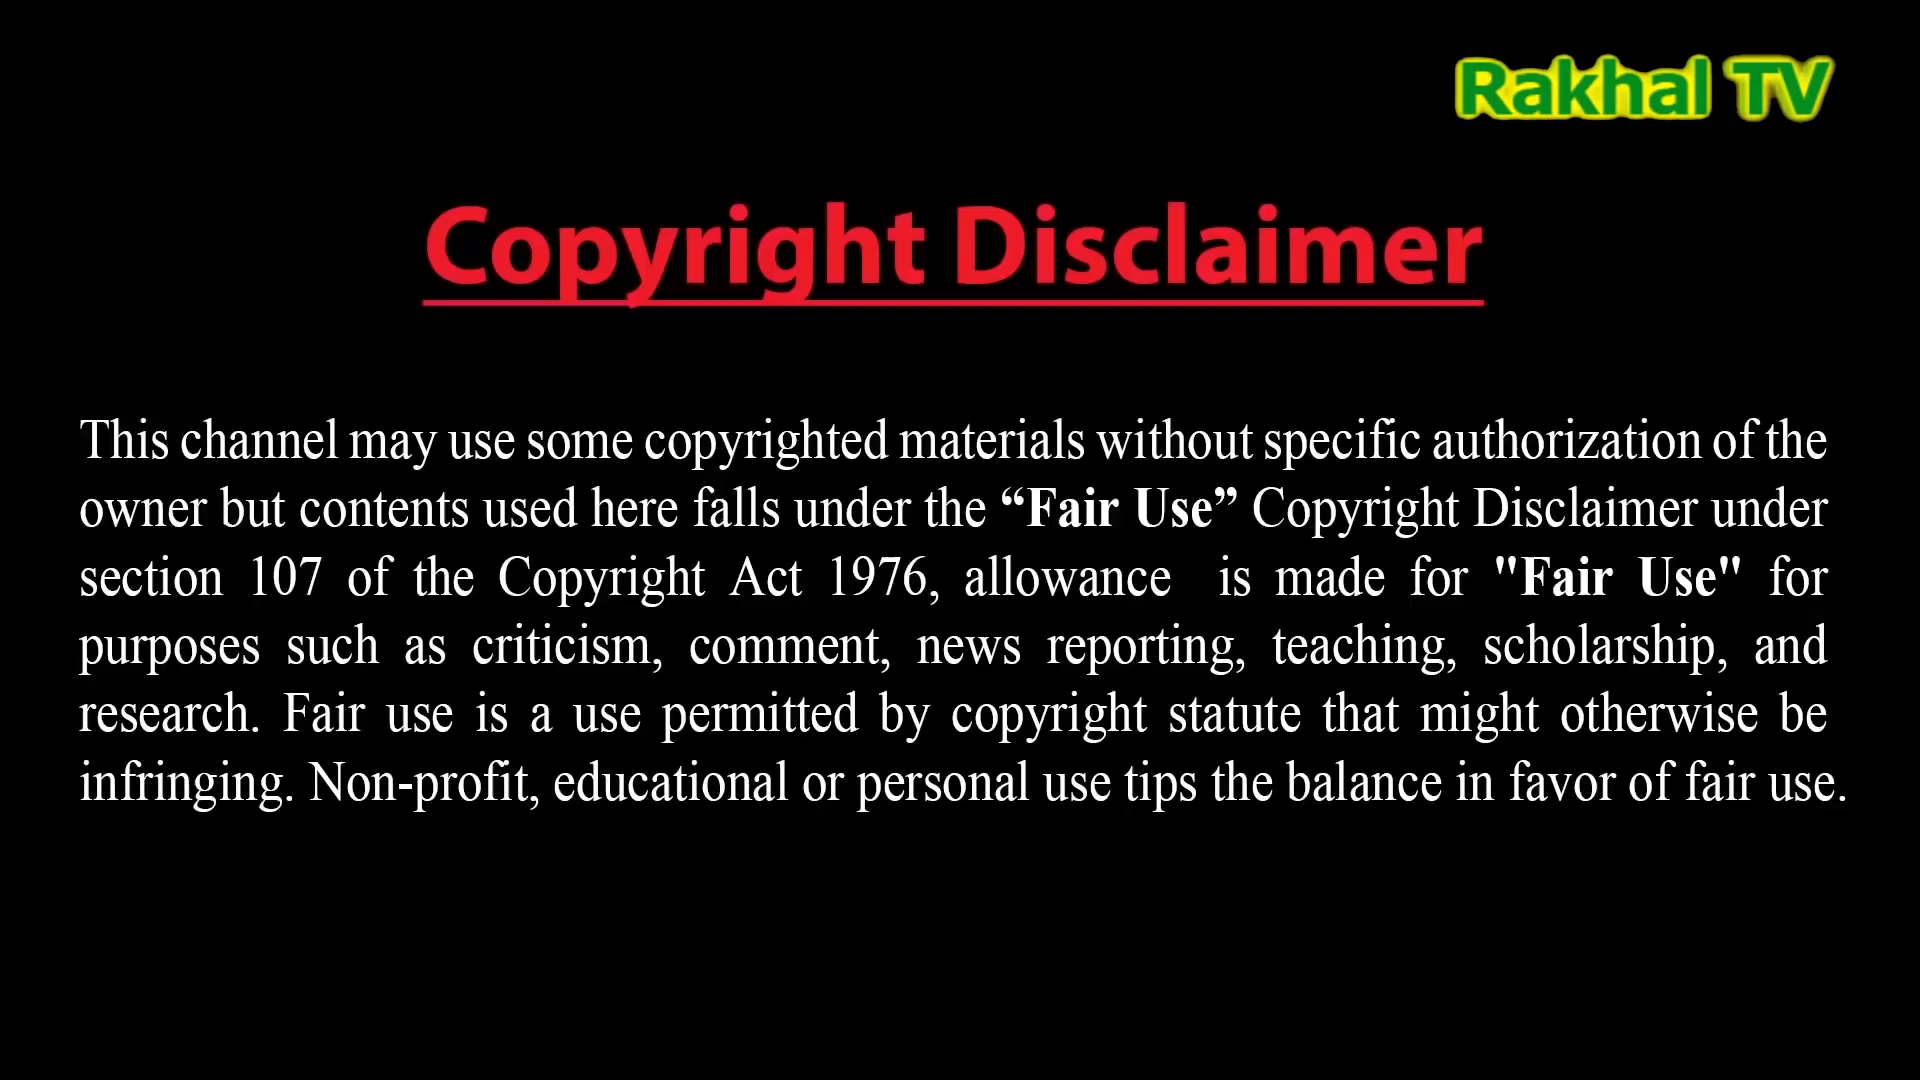 Rakhal TV
Copyright Disclaimer
This channel may use some copyrighted materials without specific authorization of the
owner but contents used here falls under the “Fair Use” Copyright Disclaimer under
section 107 of the Copyright Act 1976, allowance is made for "Fair Use" for
purposes such as criticism, comment, news reporting, teaching, scholarship, and
research. Fair use is a use permitted by copyright statute that might otherwise be
infringing. Non-profit, educational or personal use tips the balance in favor of fair use.